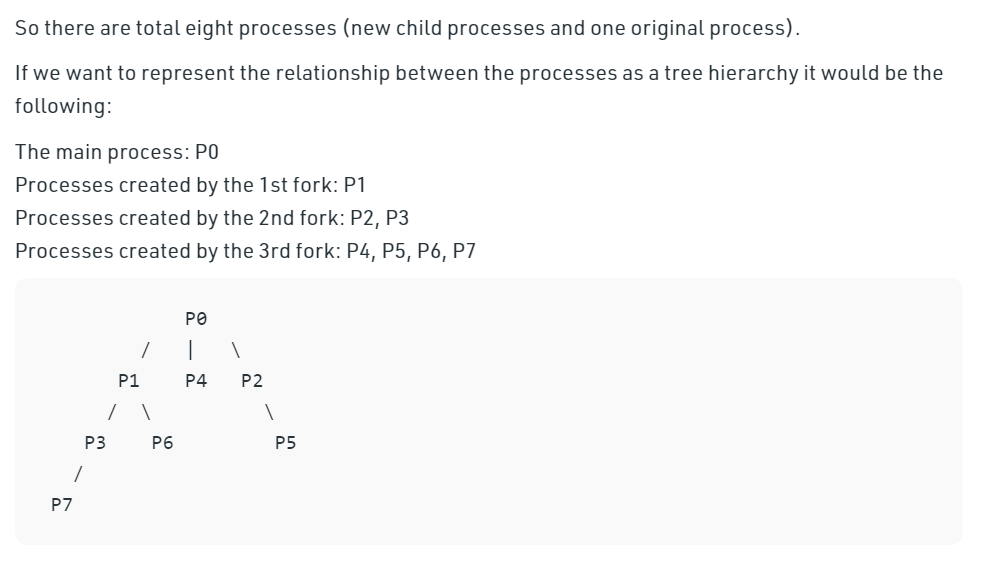 So there are total eight processes (new child processes and one original process).
If we want to represent the relationship between the processes as a tree hierarchy it would be the
following:
The main process: P0
Processes created by the 1st fork: P1
Processes created by the 2nd fork: P2, P3
Processes created by the 3rd fork: P4, P5, P6, P7
P0
/ | \
P1 P4 P2
/ \ \
P3 P6 P5
/
P7